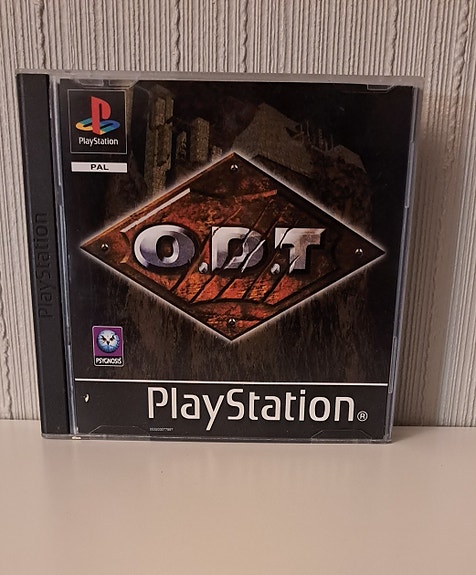 PlayStation
PlayStation
PAL
O.D.T
PSYGNOSIS
PlayStation®